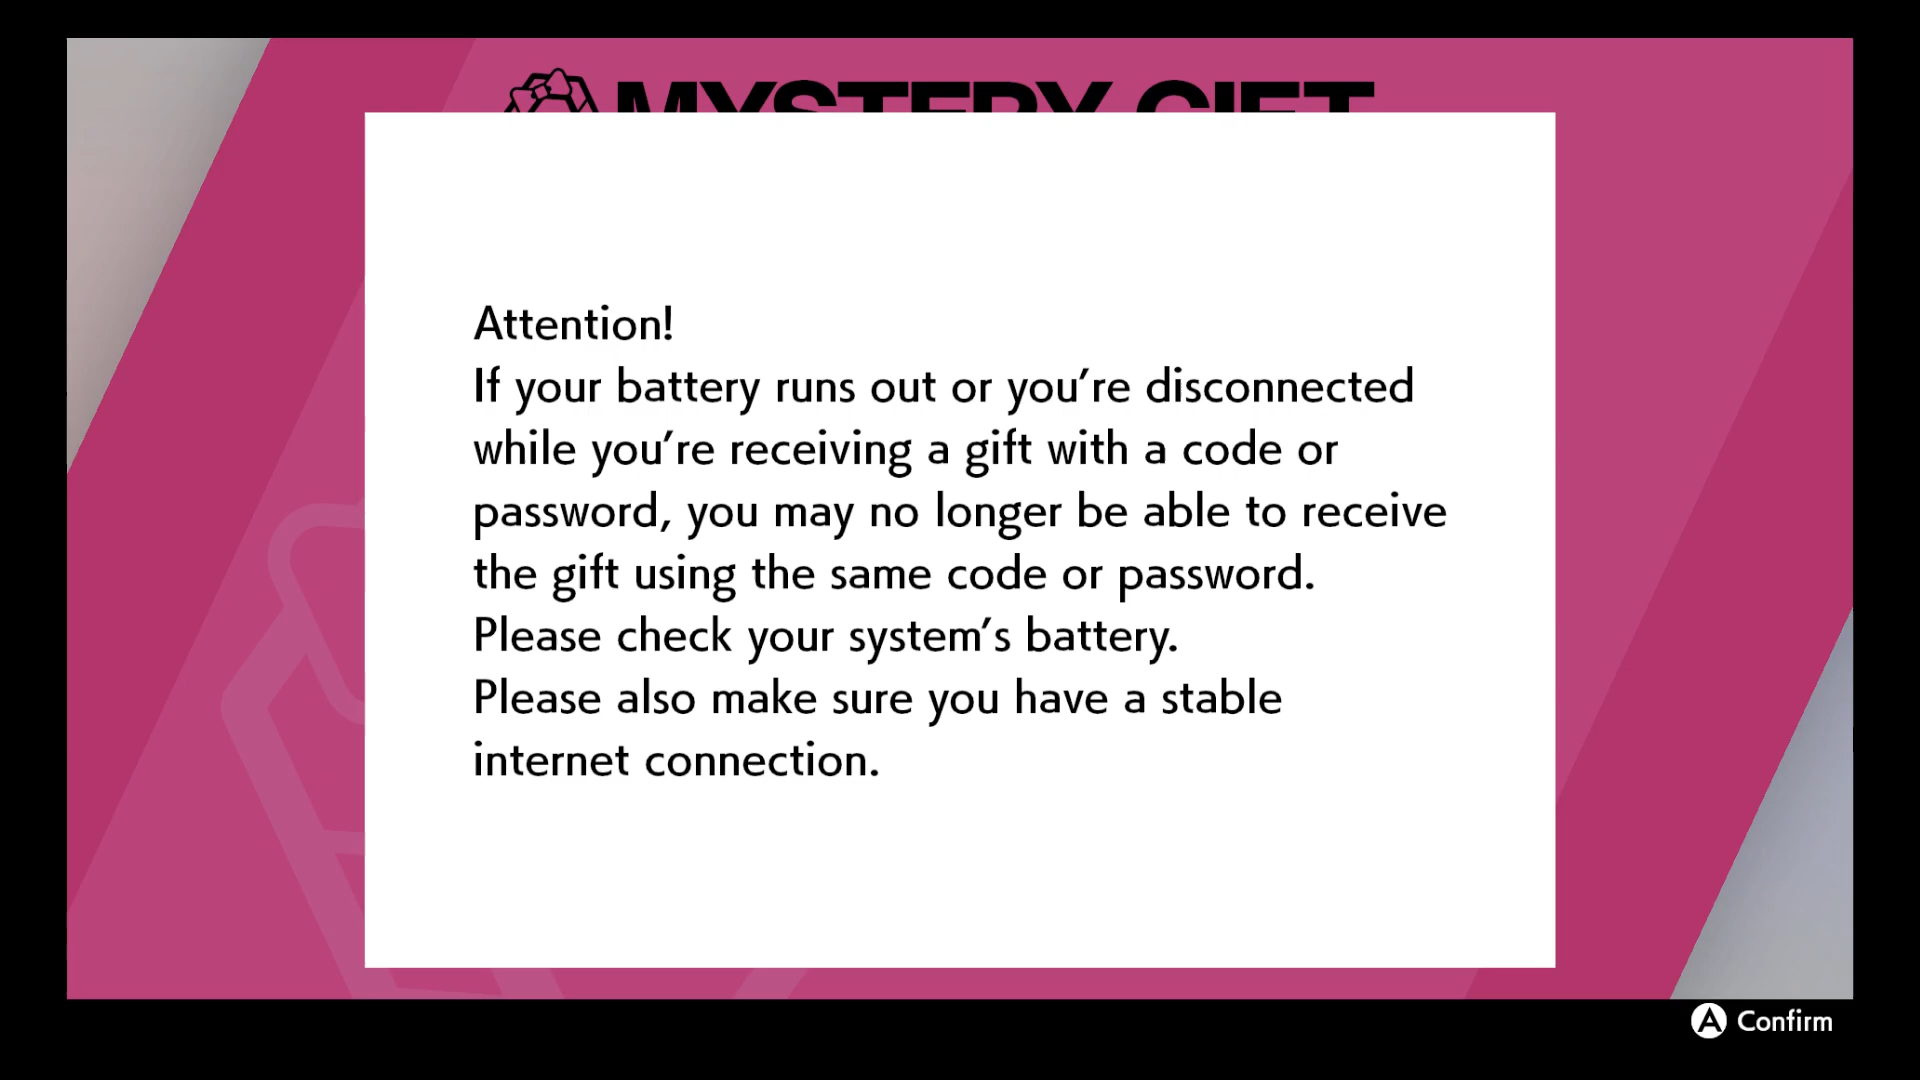 MYSTERY GIFT
Attention!
If your battery runs out or you’re disconnected
while you’re receiving a gift with a code or
password, you may no longer be able to receive
the gift using the same code or password.
Please check your system’s battery.
Please also make sure you have a stable
internet connection.
A Confirm